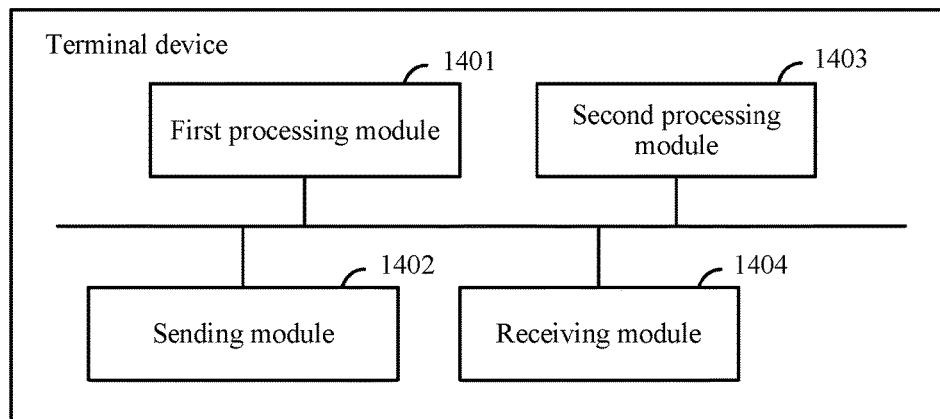 Terminal device
1401
First processing module
1403
Second processing
module
1402
Sending module
1404
Receiving module